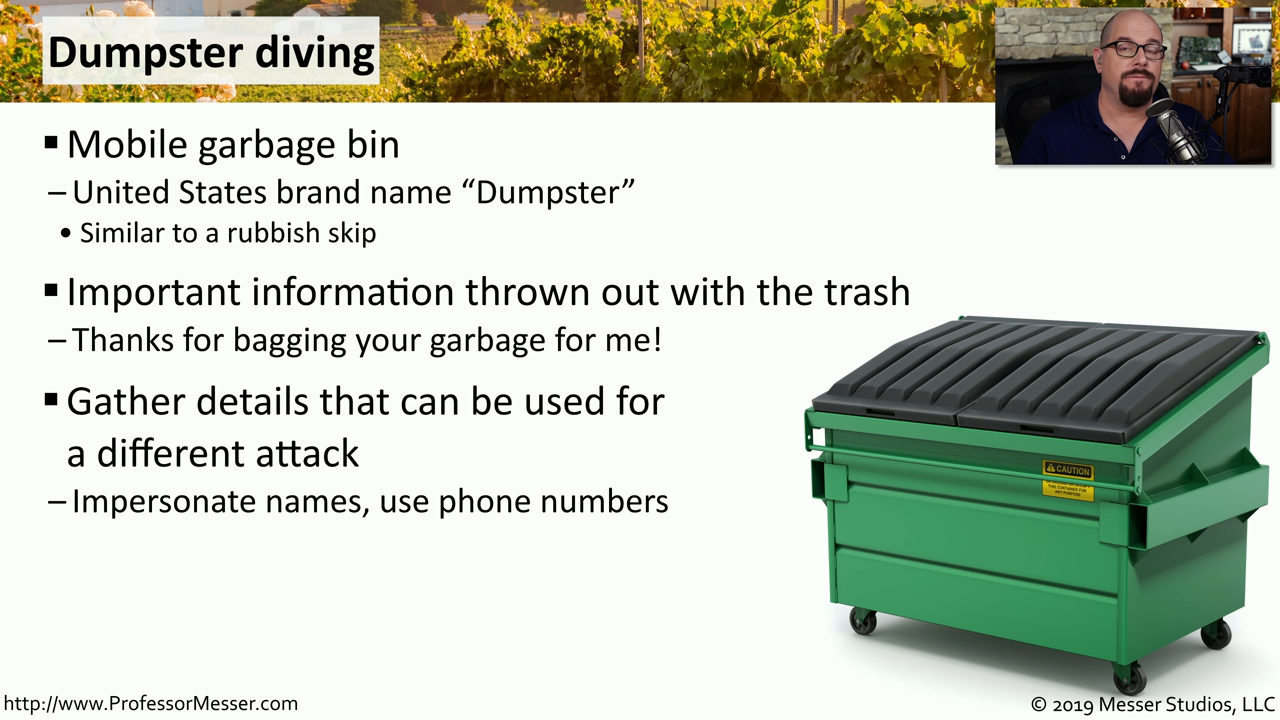 Dumpster diving
▪ Mobile garbage bin
– United States brand name “Dumpster”
• Similar to a rubbish skip
▪ Important information thrown out with the trash
– Thanks for bagging your garbage for me!
▪ Gather details that can be used for
a different attack
– Impersonate names, use phone numbers
CAUTION
http://www.ProfessorMesser.com
© 2019 Messer Studios, LLC